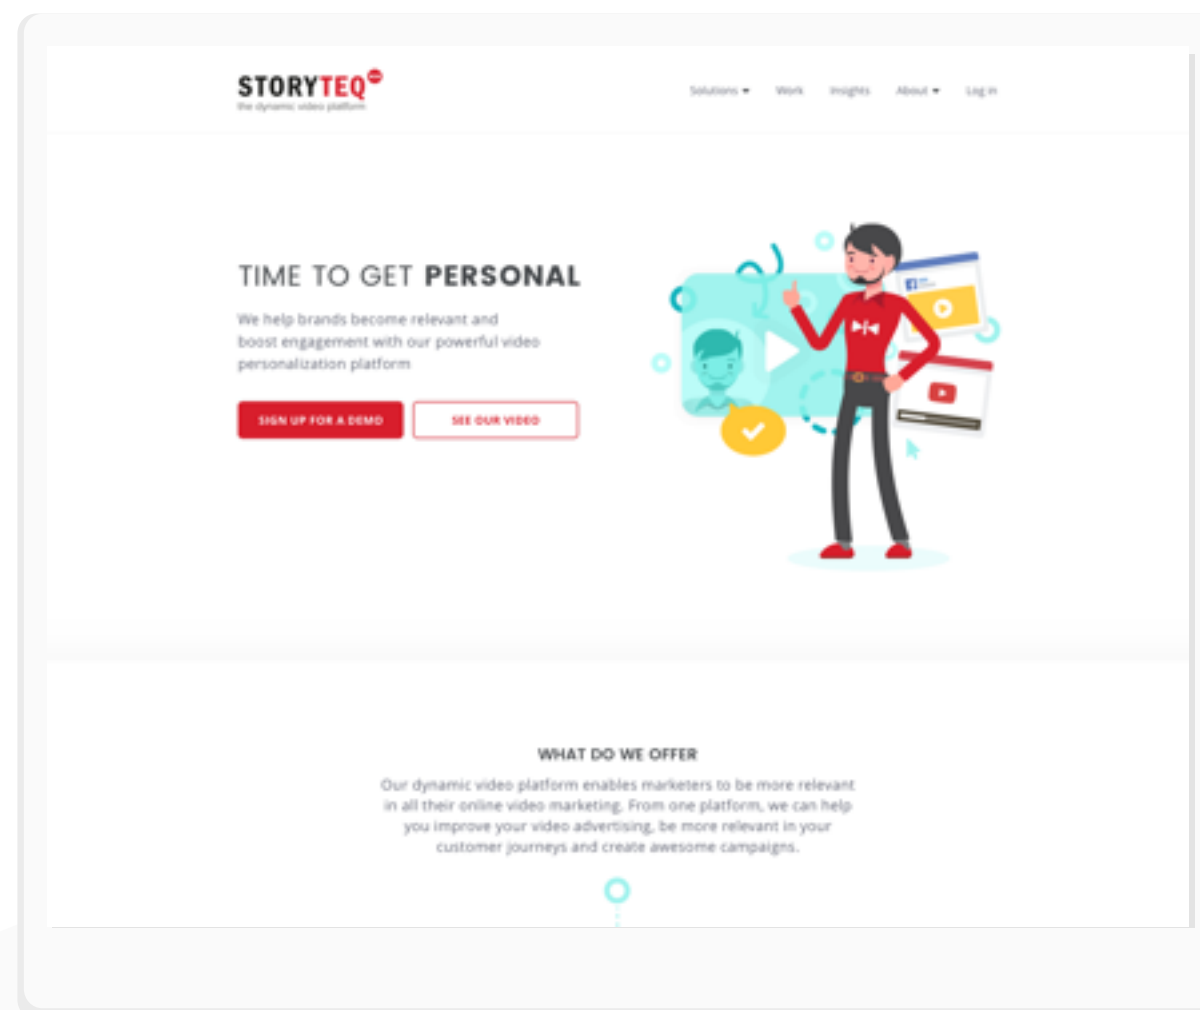 STORYTEQ
the dynamic video platform
Solutions Work Insights About Log in
TIME TO GET PERSONAL
We help brands become relevant and
boost engagement with our powerful video
personalization platform
SIGN UP FOR A DEMO SEE OUR VIDEO
WHAT DO WE OFFER
Our dynamic video platform enables marketers to be more relevant
in all their online video marketing. From one platform, we can help
you improve your video advertising, be more relevant in your
customer journeys and create awesome campaigns.